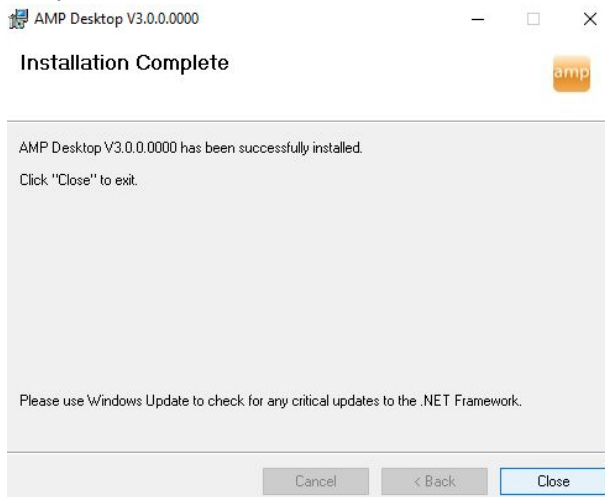 AMP Desktop V3.0.0.0000
Installation Complete
amp
AMP Desktop V3.0.0.0000 has been successfully installed.
Click "Close" to exit.
Please use Windows Update to check for any critical updates to the .NET Framework.
Cancel
< Back
Close